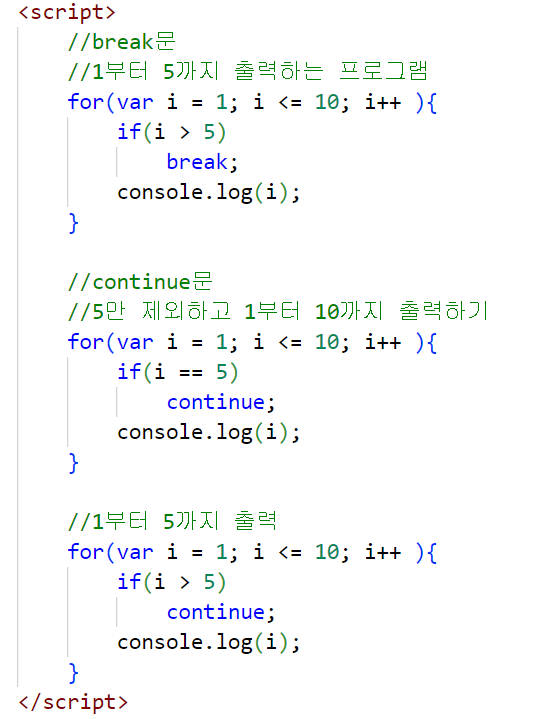 <script>
//break문
//1부터 5까지 출력하는 프로그램
for(var i = 1; i <= 10; i++ ){
if(i > 5)
break;
console.log(i);
}
//continue문
//5만 제외하고 1부터 10까지 출력하기
for(var i = 1; i <= 10; i++ ){
if(i == 5)
continue;
console.log(i);
}
//1부터 5까지 출력
for(var i = 1; i <= 10; i++ ){
if(i > 5)
continue;
console.log(i);
}
</script>